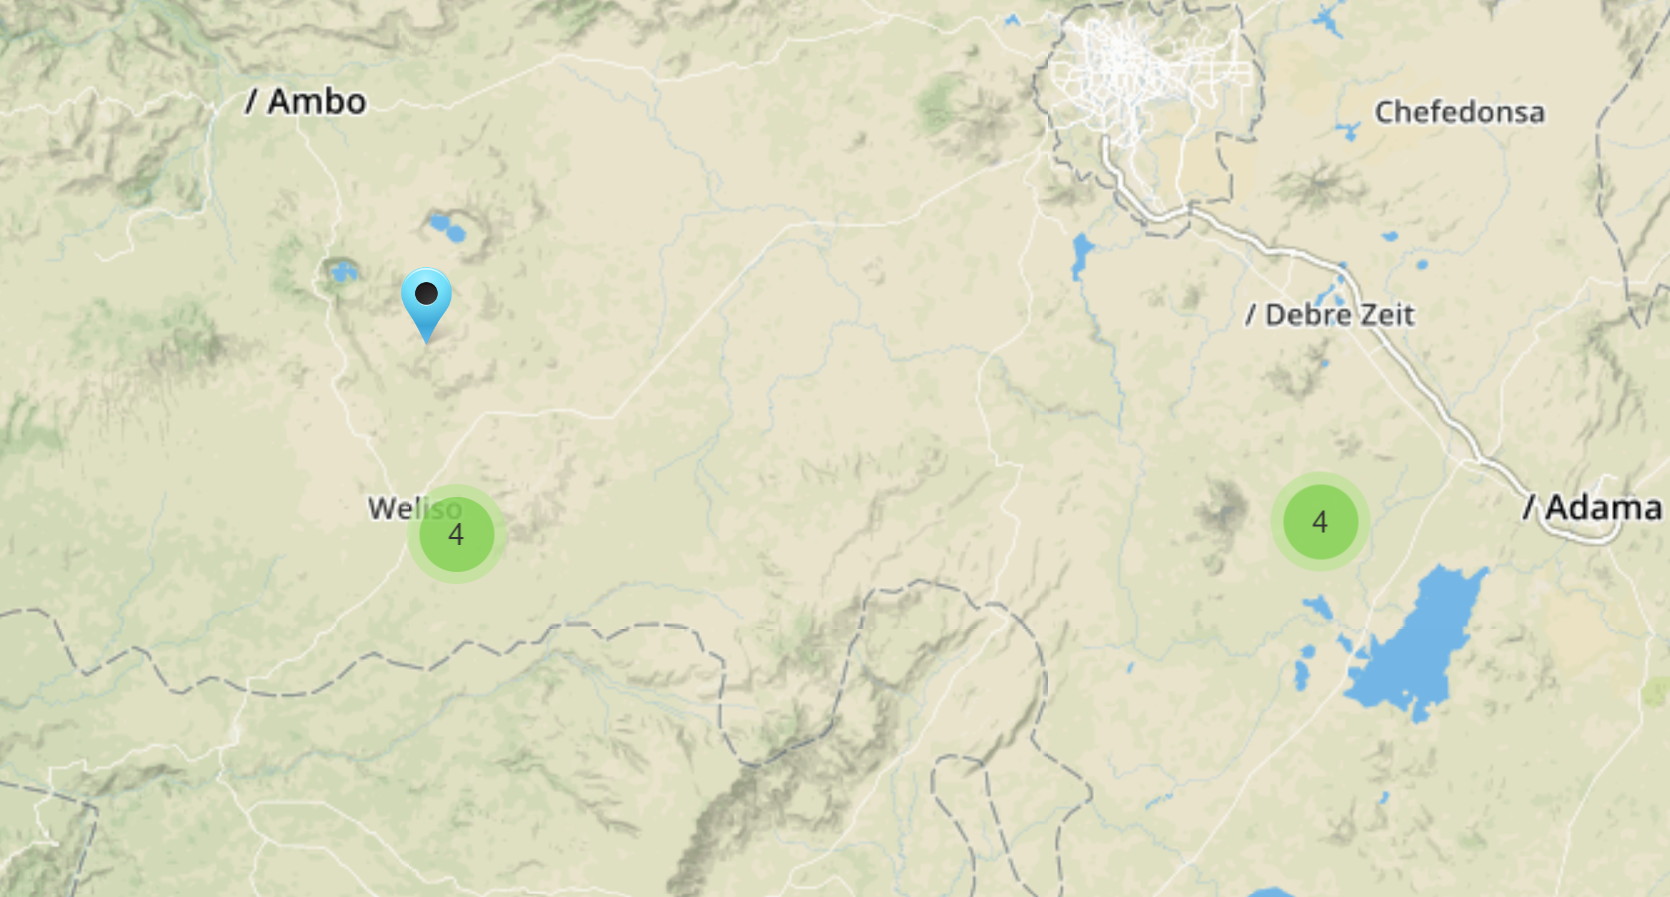 / Ambo
Chefedonsa
/ Debre Zeit
Weliso
4
4
/ Adama